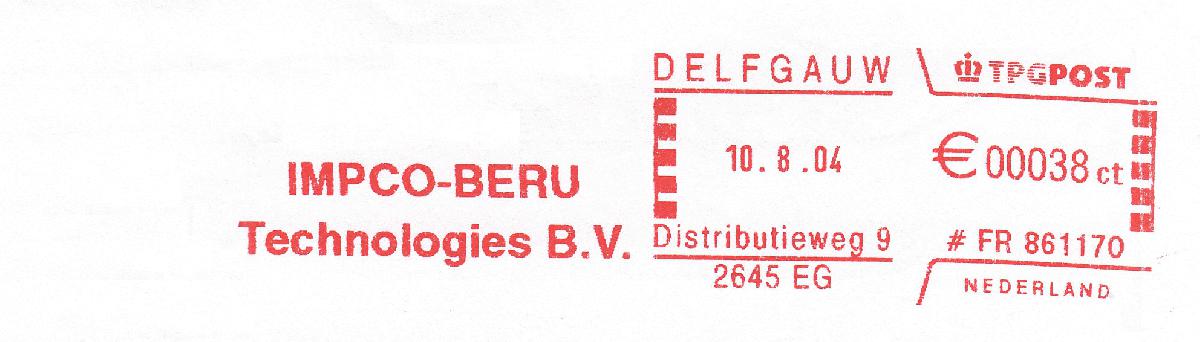 IMPCO-BERU
Technologies B.V.
DELFGAUW
10.8.04
Distributieweg 9
2645 EG
TPGPOST
€00038 ct
# FR 861170
NEDERLAND